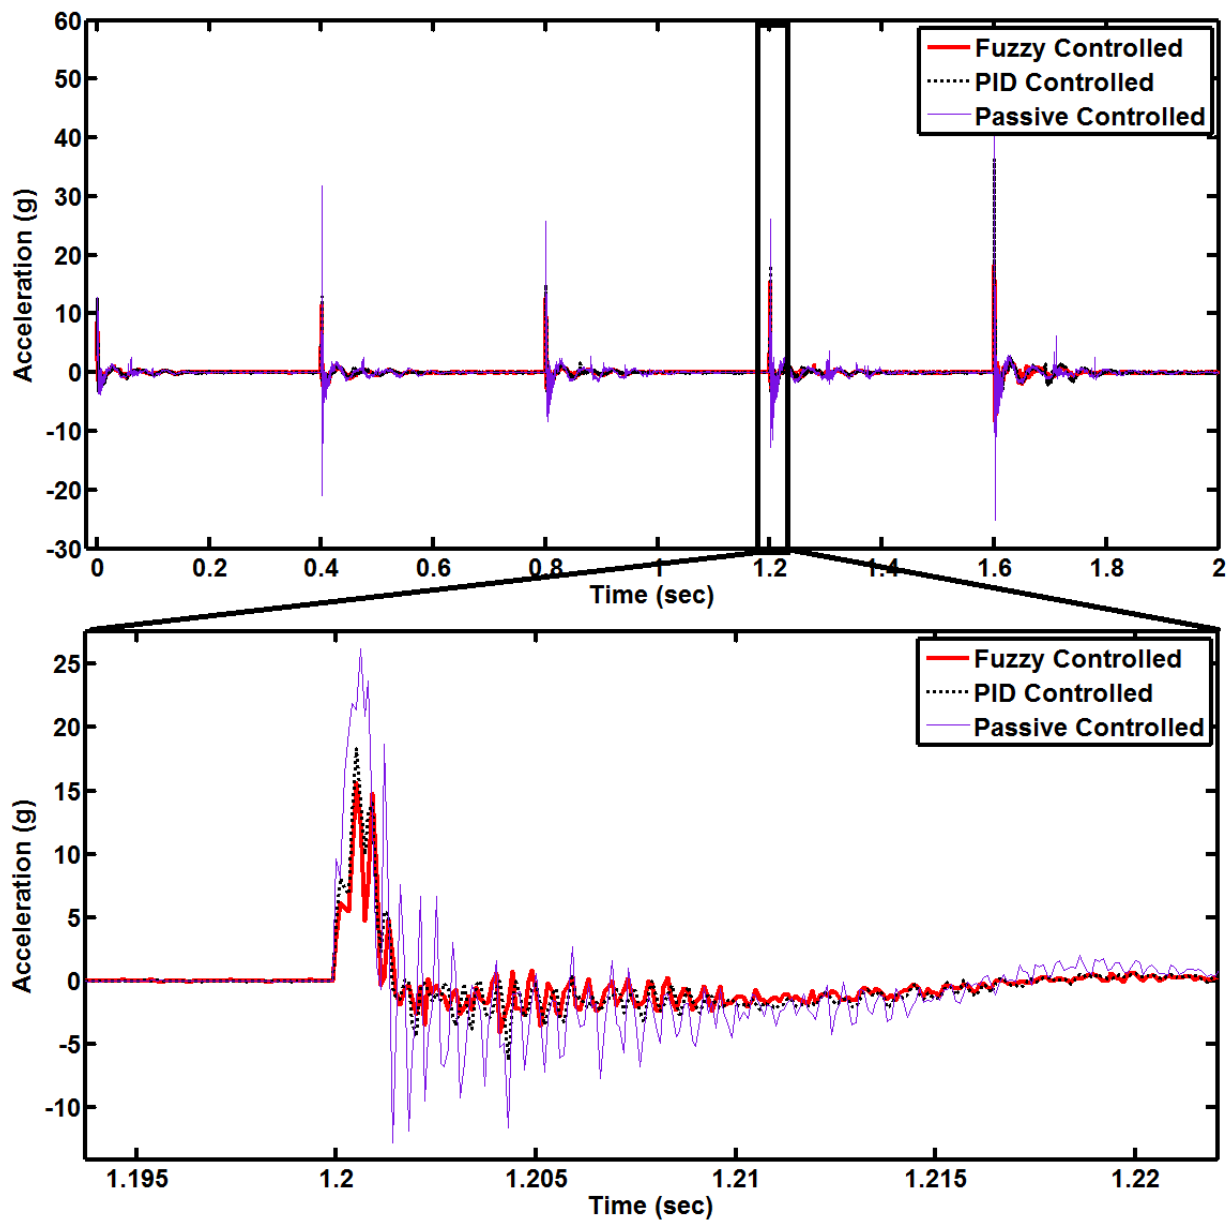 60
50
40
30
20
10
0
-10
-20
-30
Acceleration (g)
Fuzzy Controlled
PID Controlled
Passive Controlled
0 0.2 0.4 0.6 0.8 1 1.2 1.4 1.6 1.8 2
Time (sec)
25
20
15
10
5
0
-5
-10
Acceleration (g)
Fuzzy Controlled
PID Controlled
Passive Controlled
1.195 1.2 1.205 1.21 1.215 1.22
Time (sec)